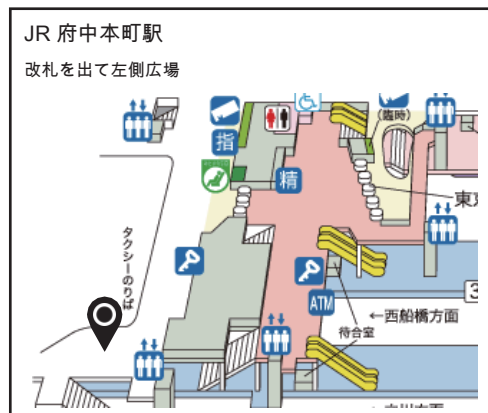 JR 府中本町駅
改札を出て左側広場
(臨時)
指
精
東
タクシーのりば
3
ATM
←西船橋方面
待合室